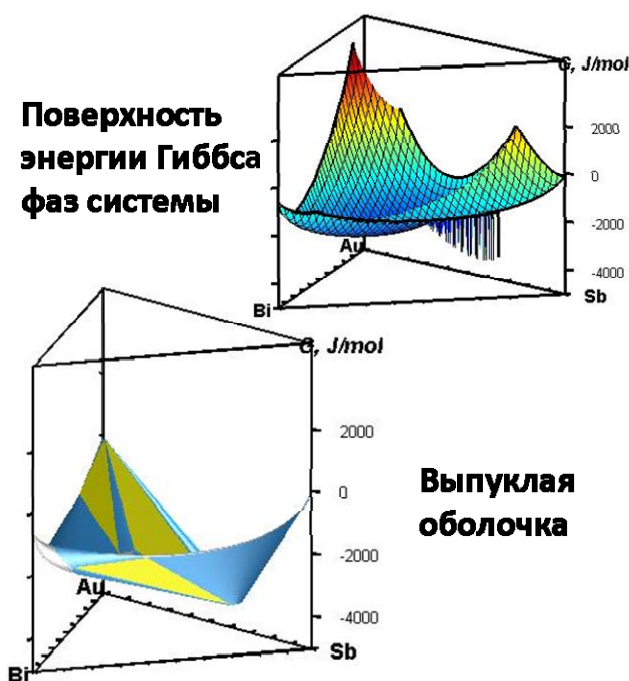 G, J/mol
Поверхность
энергии Гиббса
фаз системы
2000
0
-2000
-4000
Au
Bi
Sb
G, J/mol
2000
0
-2000
-4000
Выпуклая
оболочка
Au
Bi
Sb